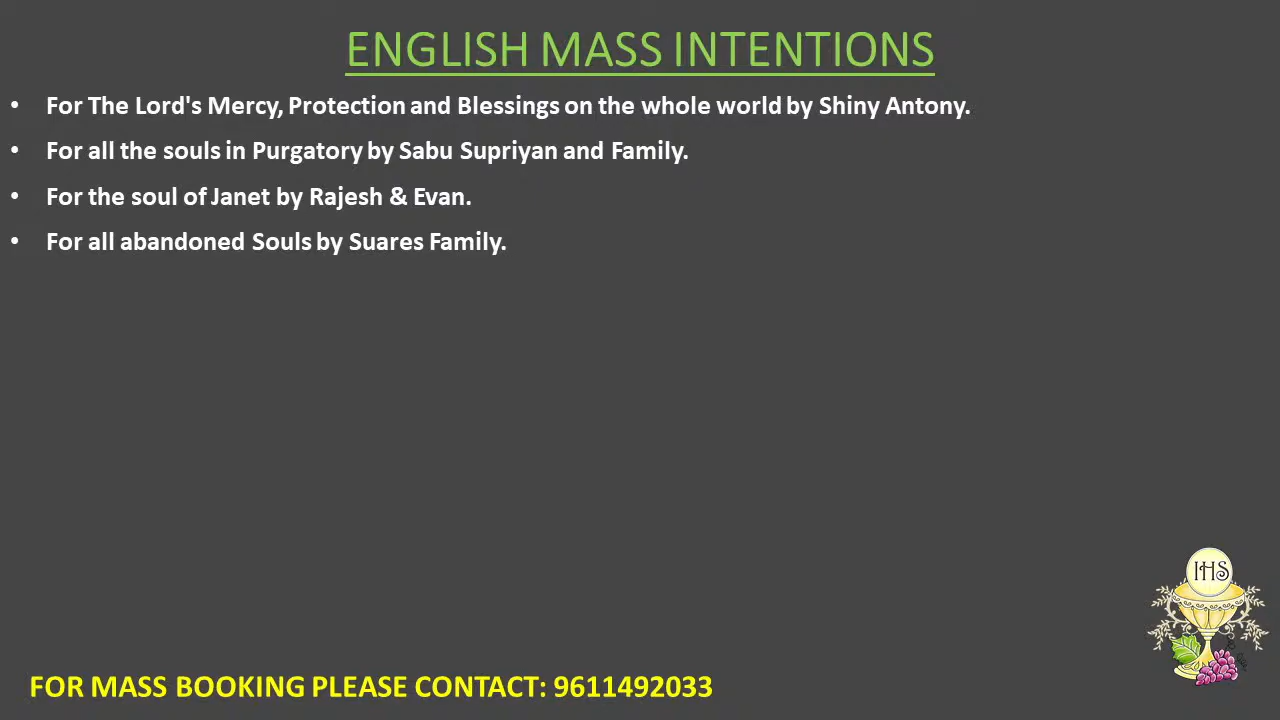 ENGLISH MASS INTENTIONS
• For The Lord's Mercy, Protection and Blessings on the whole world by Shiny Antony.
• For all the souls in Purgatory by Sabu Supriyan and Family.
• For the soul of Janet by Rajesh & Evan.
• For all abandoned Souls by Suares Family.
IHS
FOR MASS BOOKING PLEASE CONTACT: 9611492033